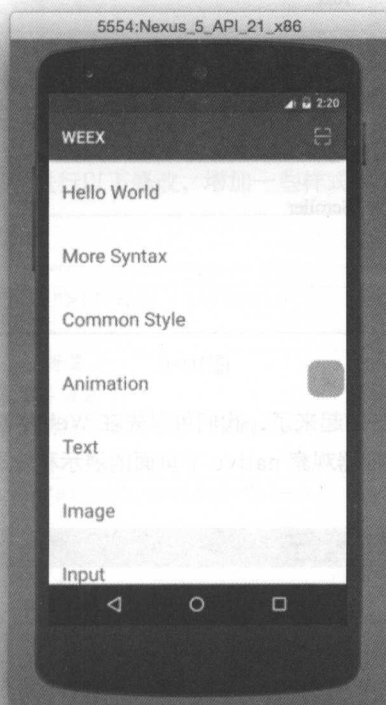 5554:Nexus_5_API_21_x86
2:20
WEEX
Hello World
More Syntax
Common Style
Animation
Text
Image
Input